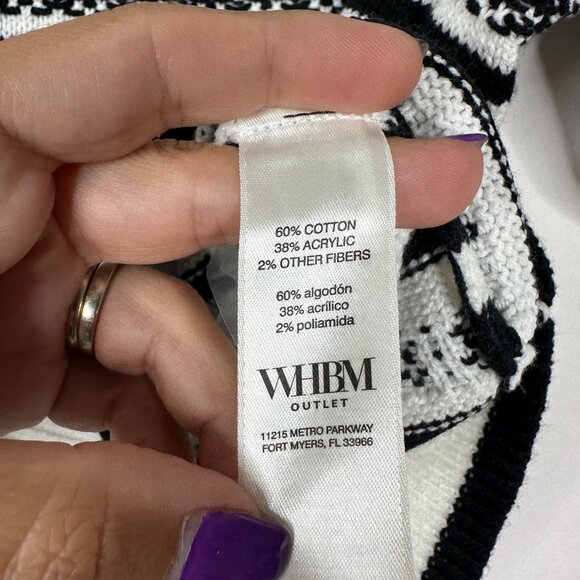 60% COTTON
38% ACRYLIC
2% OTHER FIBERS
60% algodón
38% acrílico
2% poliamida
WHBM
OUTLET
11215 METRO PARKWAY
FORT MYERS, FL 33966